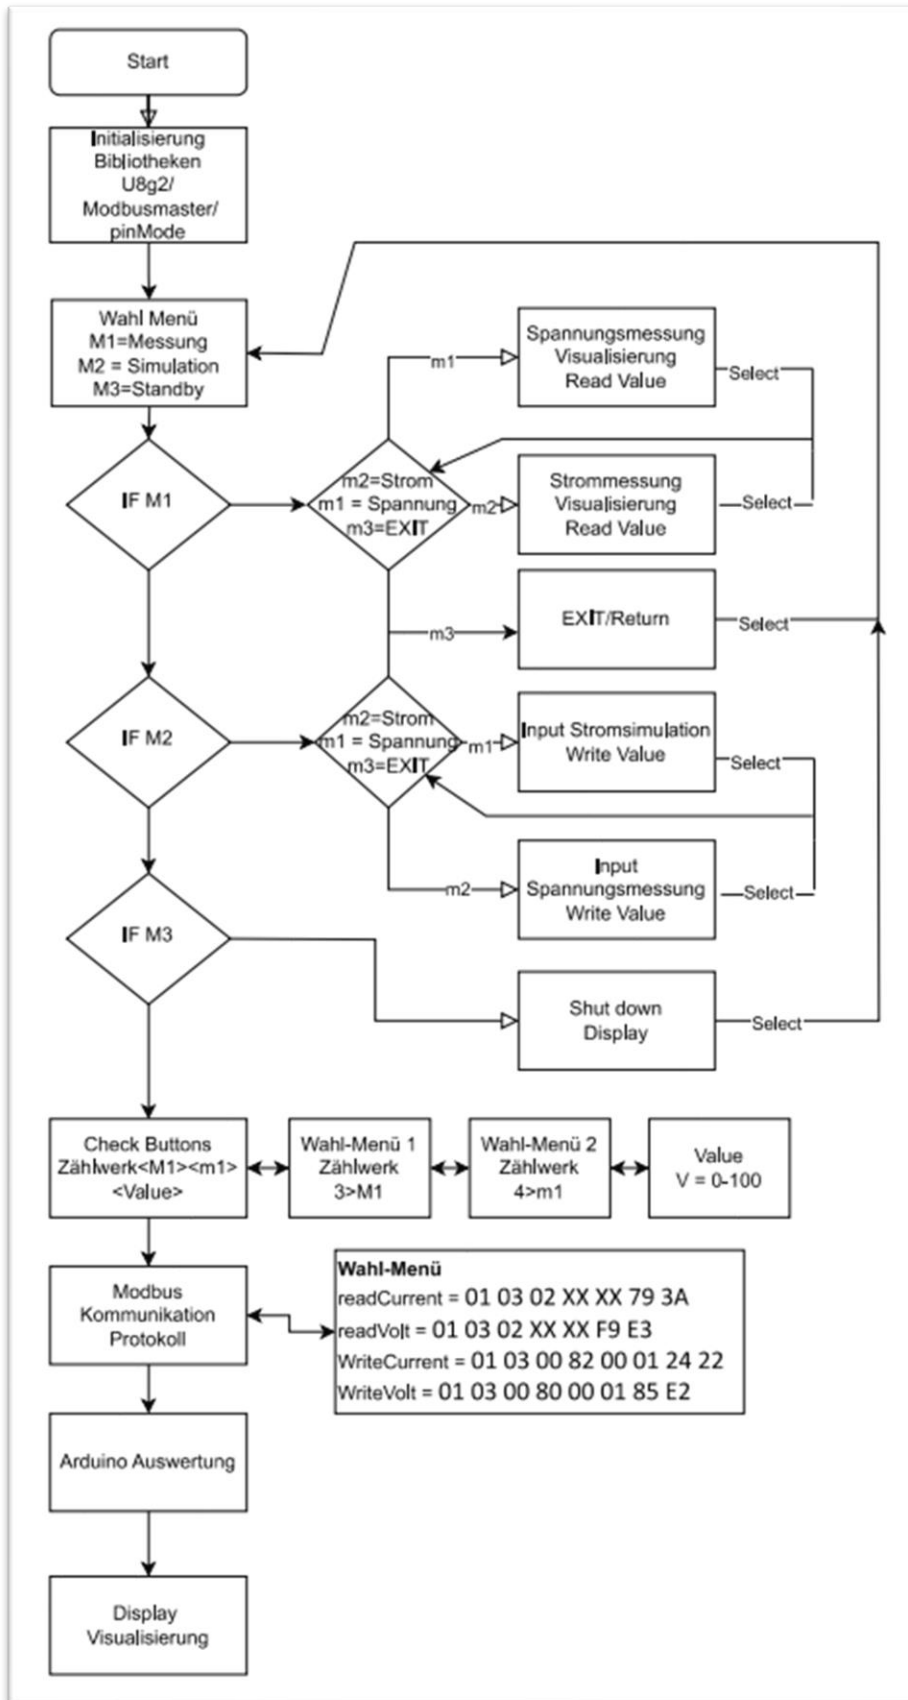 Start
Initialisierung
Bibliotheken
U8g2/
Modbusmaster/
pinMode
Wahl Menü
M1=Messung
M2 = Simulation
M3=Standby
IF M1
m2=Strom
m1 = Spannung
m3=EXIT
m1
Spannungsmessung
Visualisierung
Read Value
Select
m2
Strommessung
Visualisierung
Read Value
Select
m3
EXIT/Return
Select
IF M2
m2=Strom
m1 = Spannung
m3=EXIT
m1
Input Stromsimulation
Write Value
Select
m2
Input
Spannungsmessung
Write Value
Select
IF M3
Shut down
Display
Select
Check Buttons
Zählwerk<M1><m1>
<Value>
Wahl-Menü 1
Zählwerk
3>M1
Wahl-Menü 2
Zählwerk
4>m1
Value
V = 0-100
Modbus
Kommunikation
Protokoll
Wahl-Menü
readCurrent = 01 03 02 XX XX 79 3A
readVolt = 01 03 02 XX XX F9 E3
WriteCurrent = 01 03 00 82 00 01 24 22
WriteVolt = 01 03 00 80 00 01 85 E2
Arduino Auswertung
Display
Visualisierung